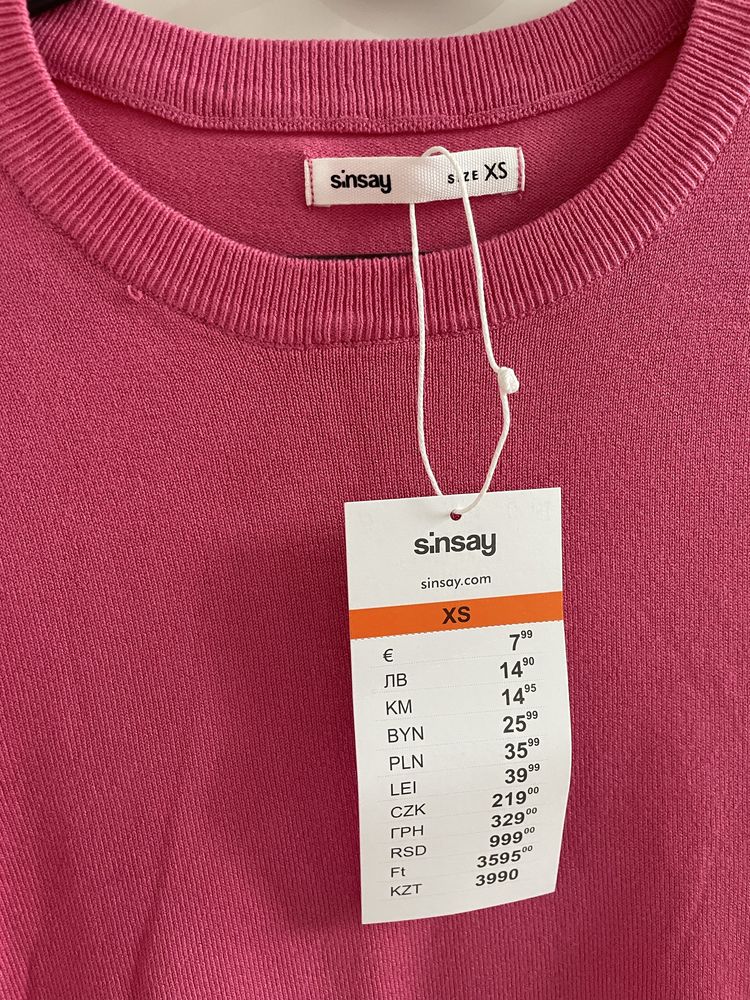 sinsay SIZE XS
sinsay
sinsay.com
XS
€ 7⁹⁹
ЛВ 14⁹⁰
KM 14⁹⁵
BYN 25⁹⁹
PLN 35⁹⁹
LEI 39⁹⁹
CZK 219⁰⁰
ГРН 329⁰⁰
RSD 999⁰⁰
Ft 3595⁰⁰
KZT 3990